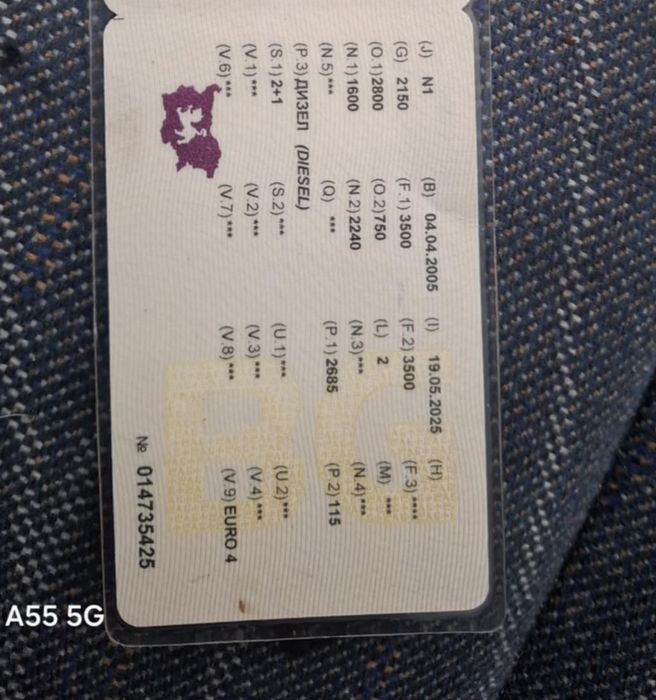 (J) N1 (B) 04.04.2005 (I) 19.05.2025 (H)
(G) 2150 (F.1) 3500 (F.2) 3500 (F.3) ****
(O.1) 2800 (O.2) 750 (L) 2 (M) ***
(N.1) 1600 (N.2) 2240 (N.3) *** (N.4) ***
(N.5) *** (Q) *** (P.1) 2685 (P.2) 115
(P.3) ДИЗЕЛ (DIESEL)
(S.1) 2+1 (S.2) *** (U.1) *** (U.2) ***
(V.1) *** (V.2) *** (V.3) *** (V.4) ***
(V.6) *** (V.7) *** (V.8) *** (V.9) EURO 4
№ 014735425
A55 5G